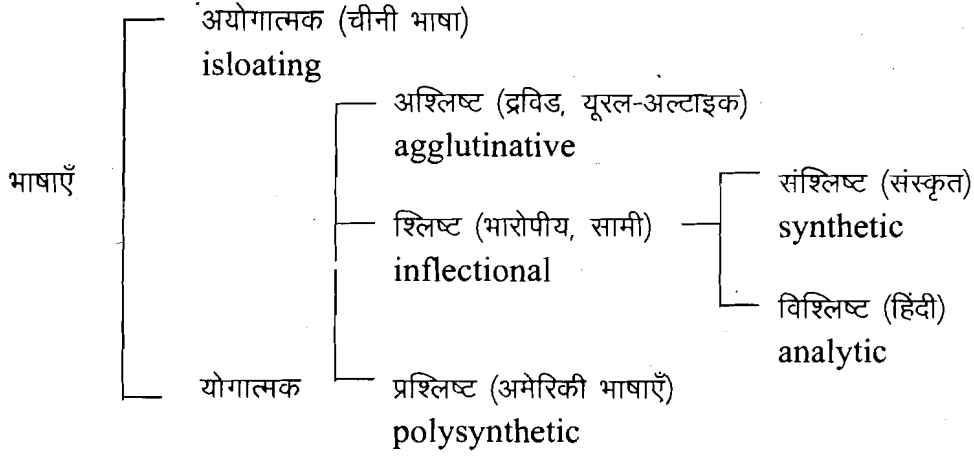 अयोगात्मक (चीनी भाषा)
isloating
अश्लिष्ट (द्रविड, यूरल-अल्टाइक)
agglutinative
भाषाएँ
संश्लिष्ट (संस्कृत)
synthetic
श्लिष्ट (भारोपीय, सामी)
inflectional
विश्लिष्ट (हिंदी)
analytic
योगात्मक
प्रश्लिष्ट (अमेरिकी भाषाएँ)
polysynthetic